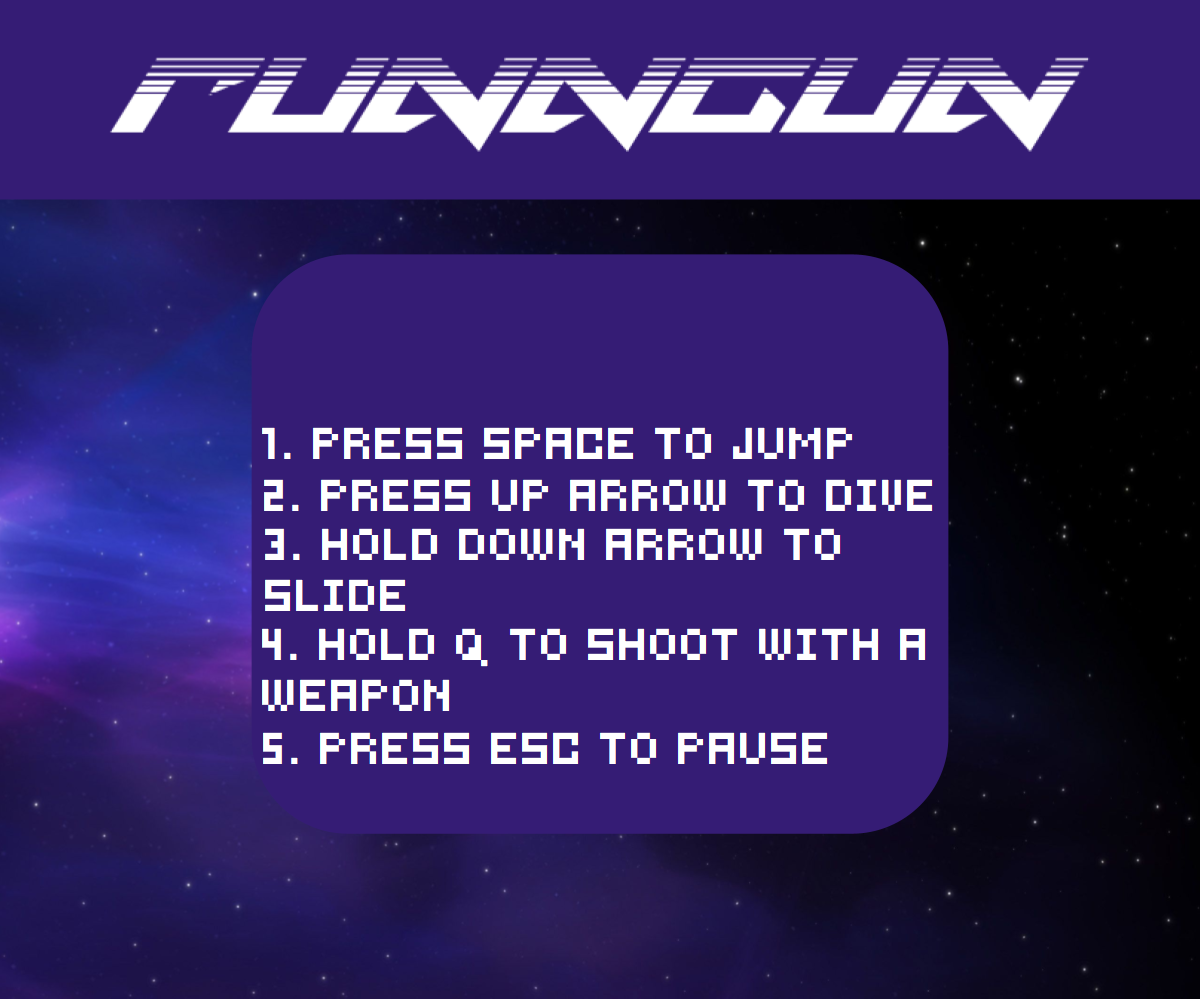 RUNNGUN
1. PRESS SPACE TO JUMP
2. PRESS UP ARROW TO DIVE
3. HOLD DOWN ARROW TO
SLIDE
4. HOLD Q TO SHOOT WITH A
WEAPON
5. PRESS ESC TO PAUSE